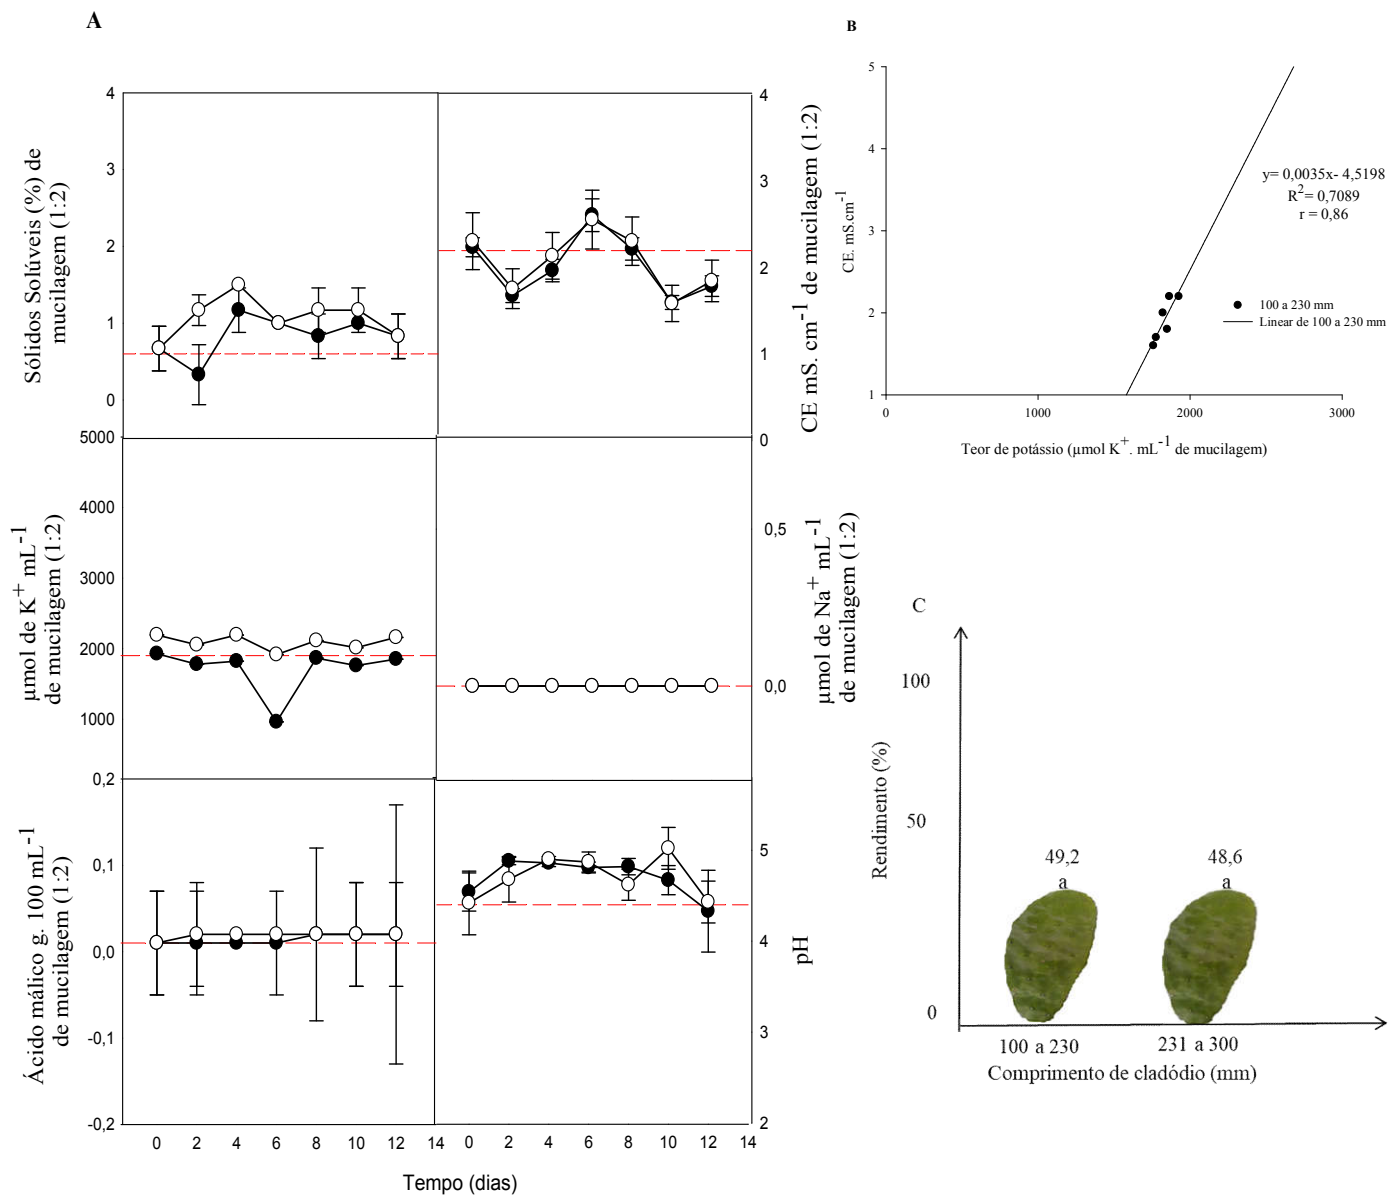 A
4
3
2
1
0
Sólidos Solúveis (%) de
mucilagem (1:2)
4
3
2
1
0
CE mS. cm-1 de mucilagem (1:2)
5000
4000
3000
2000
1000
µmol de K+ mL-1
de mucilagem (1:2)
0,5
0,0
µmol de Na+ mL-1
de mucilagem (1:2)
0,2
0,1
0,0
-0,1
-0,2
Ácido málico g. 100 mL-1
de mucilagem (1:2)
5
4
3
2
pH
0 2 4 6 8 10 12 14
0 2 4 6 8 10 12 14
Tempo (dias)
B
5
4
3
2
1
CE. mS.cm-1
0 1000 2000 3000
Teor de potássio (µmol K+. mL-1 de mucilagem)
y= 0,0035x- 4,5198
R2= 0,7089
r = 0,86
100 a 230 mm
Linear de 100 a 230 mm
C
100
50
0
Rendimento (%)
49,2
a
48,6
a
100 a 230
231 a 300
Comprimento de cladódio (mm)